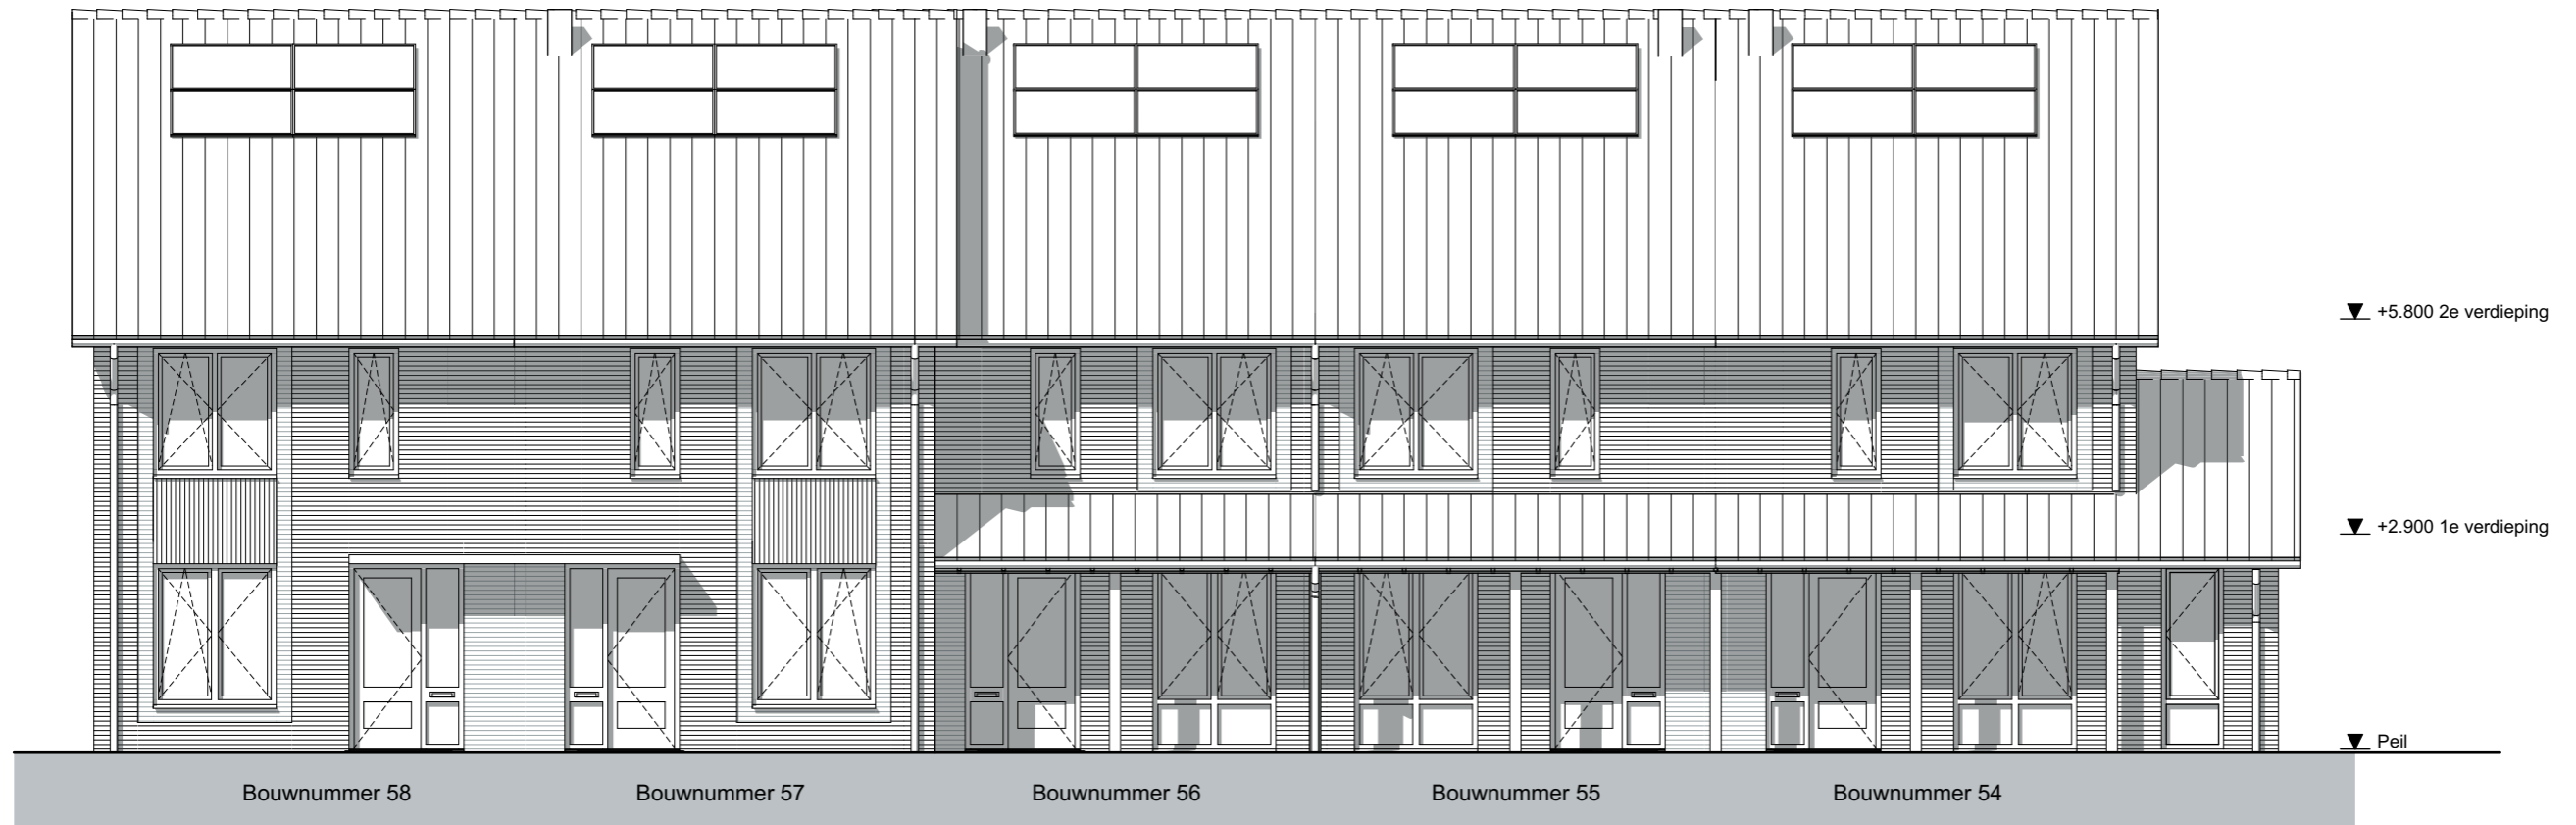 +5.800 2e verdieping
+2.900 1e verdieping
Peil
Bouwnummer 58
Bouwnummer 57
Bouwnummer 56
Bouwnummer 55
Bouwnummer 54